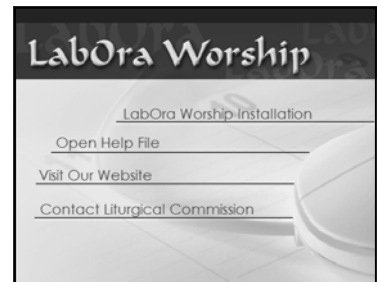 LabOra Worship
LabOra Worship Installation
Open Help File
Visit Our Website
Contact Liturgical Commission